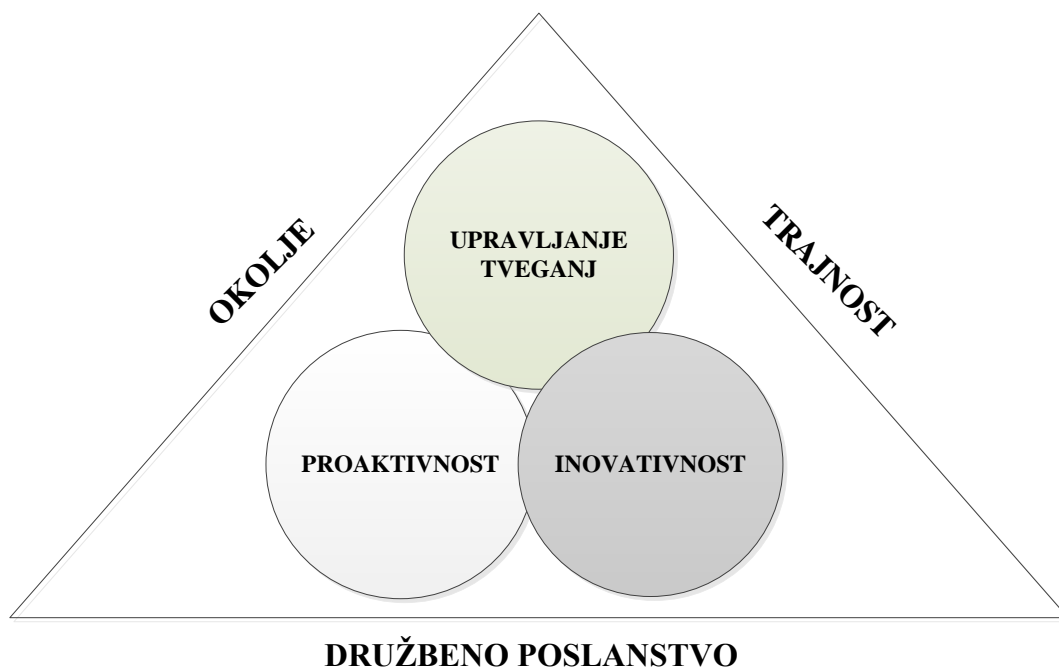 UPRAVLJANJE
TVEGANJ
OKOLJE
TRAJNOST
PROAKTIVNOST
INOVATIVNOST
DRUŽBENO POSLANSTVO